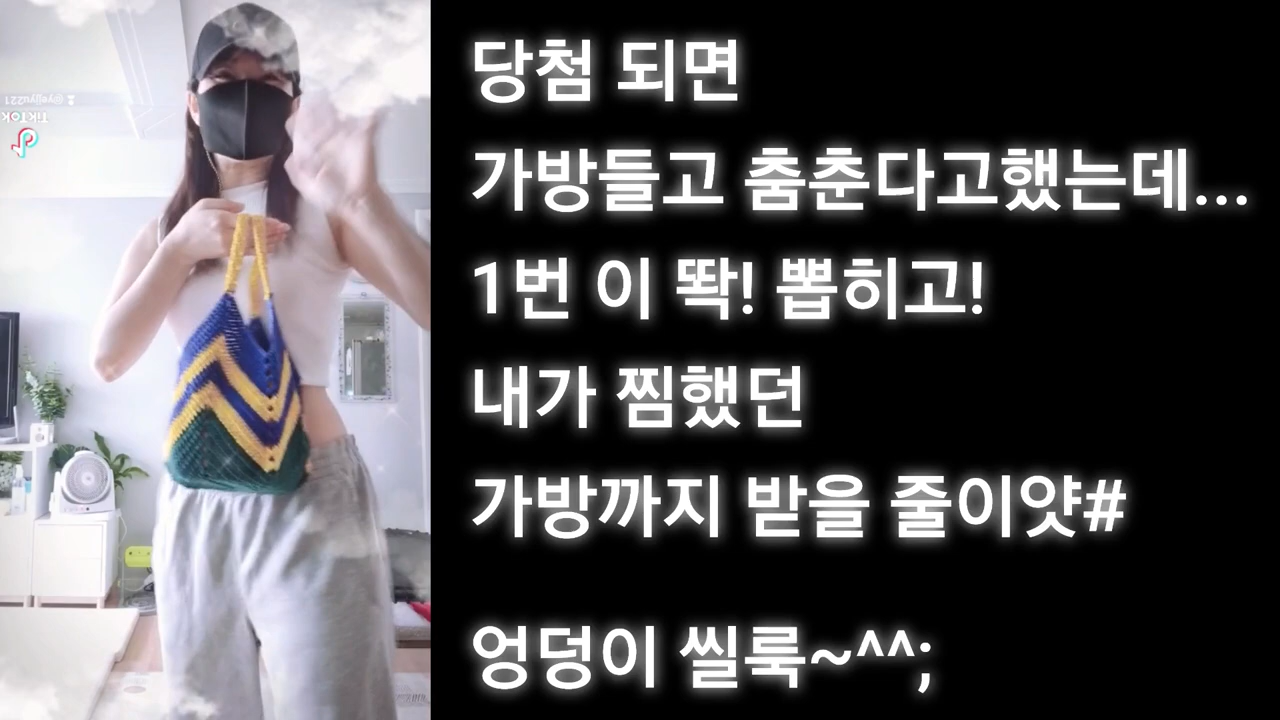 당첨 되면
가방들고 춤춘다고했는데...
1번 이 똭! 뽑히고!
내가 찜했던
가방까지 받을 줄이얏#
엉덩이 씰룩~^^;
@yejjyu221
TikTok